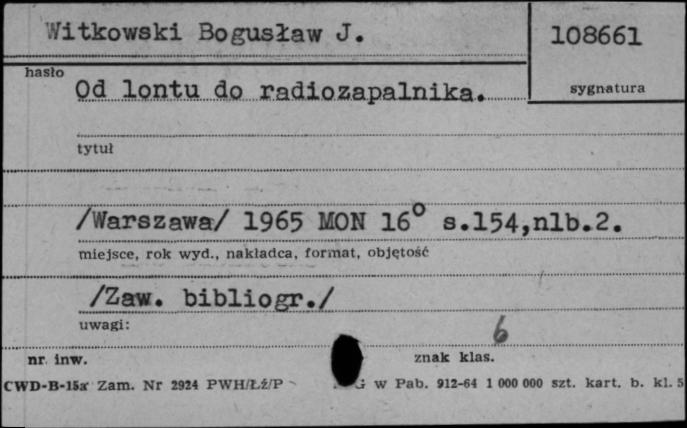 Witkowski Bogusław J.
108661
hasło
sygnatura
Od lontu do radiozapalnika.
tytuł
/Warszawa/ 1965 MON 16° s.154,nlb.2.
miejsce, rok wyd., nakładca, format, objętość
/Zaw. bibliogr./
uwagi:
6
nr inw.
znak klas.
CWD-B-15a Zam. Nr 2924 PWH/Łź/P G w Pab. 912-64 1 000 000 szt. kart. b. kl. 5